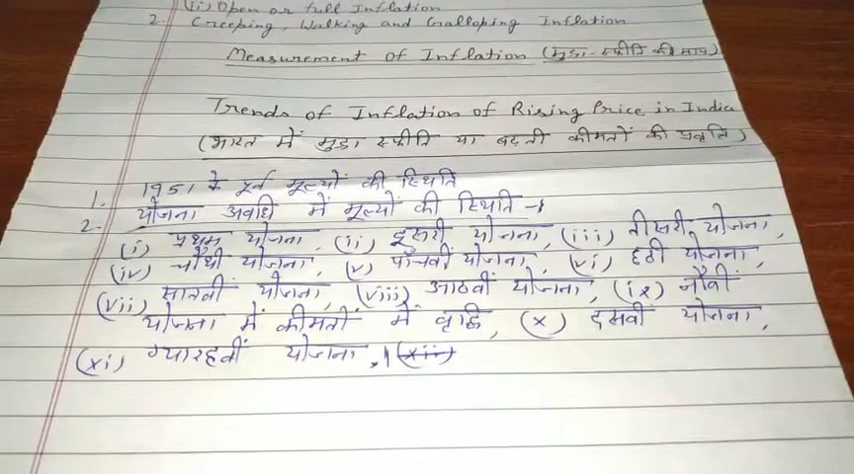 (ii) Open or full Inflation
2. Creeping, Walking and Galloping Inflation
Measurement of Inflation (मुद्रा-स्फीति की माप)
Trends of Inflation of Rising Price in India
(भारत में मुद्रा स्फीति या बढ़ती कीमतों की प्रवृत्ति)
1. 1951 के पूर्व मूल्यों की स्थिति
2. योजना अवधि में मूल्यों की स्थिति -
(i) प्रथम योजना, (ii) दूसरी योजना, (iii) तीसरी योजना,
(iv) चौथी योजना, (v) पाँचवीं योजना, (vi) छठी योजना,
(vii) सातवीं योजना, (viii) आठवीं योजना, (ix) नौवीं
योजना में कीमतों में वृद्धि, (x) दसवीं योजना,
(xi) ग्यारहवीं योजना,। (xii)